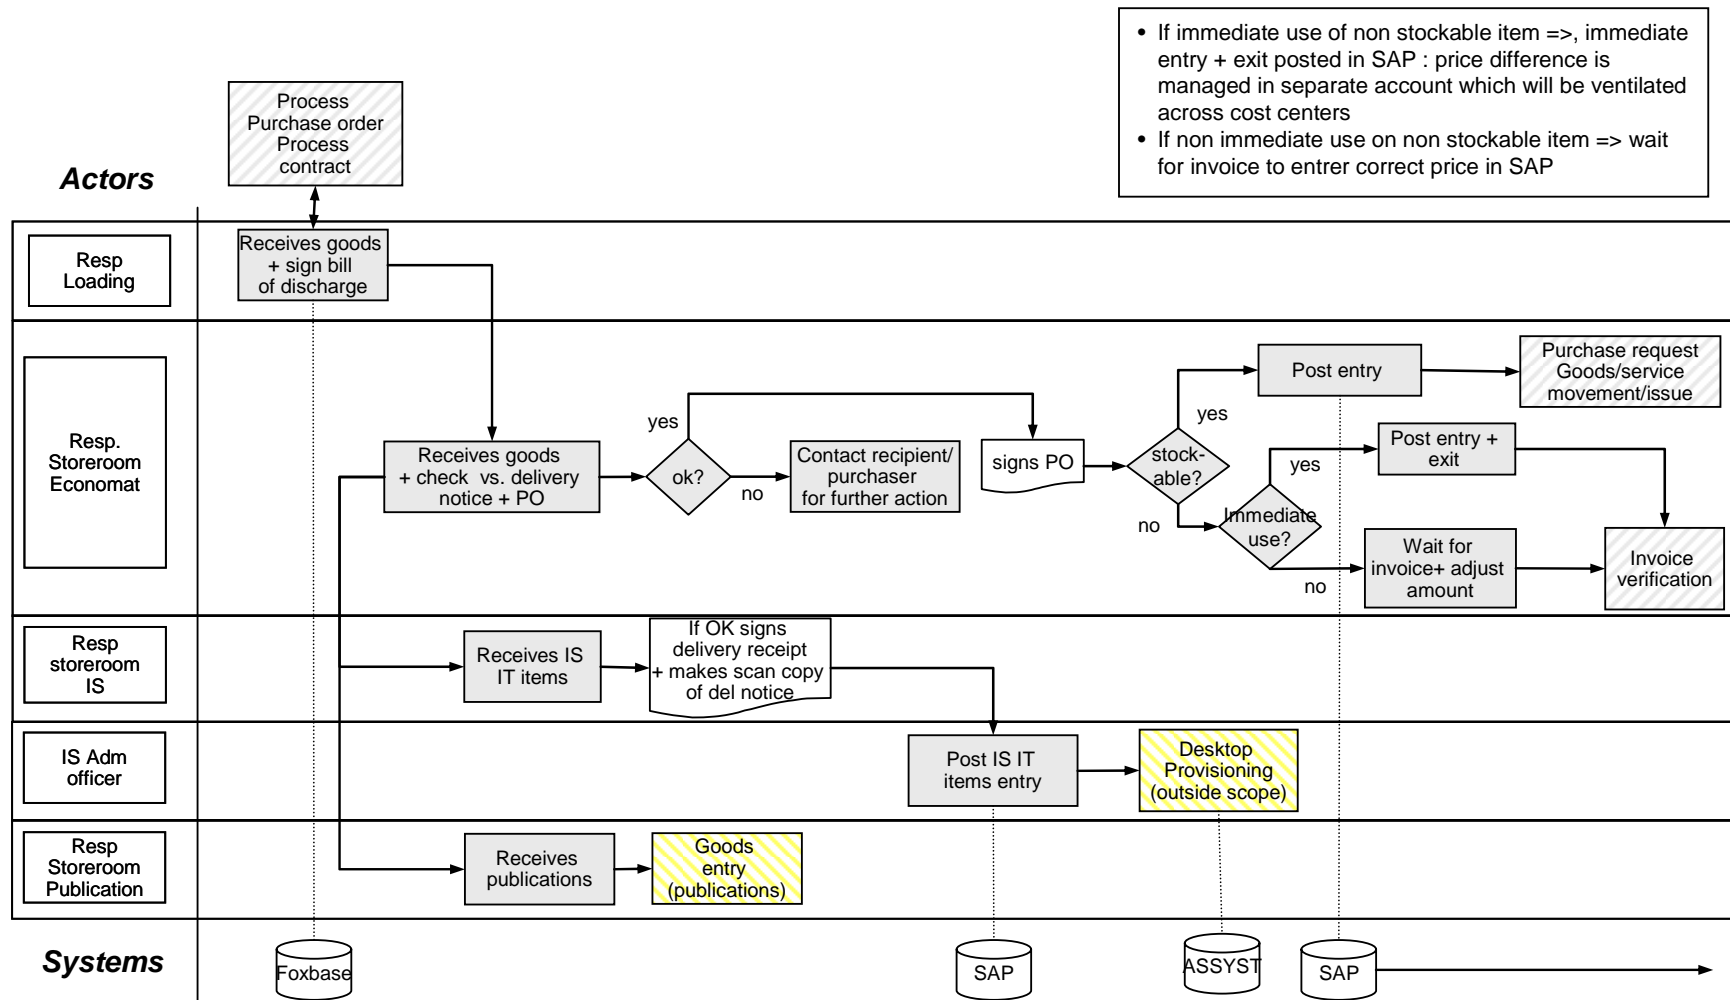 • If immediate use of non stockable item =>, immediate
entry + exit posted in SAP : price difference is
managed in separate account which will be ventilated
across cost centers
• If non immediate use on non stockable item => wait
for invoice to entrer correct price in SAP
Process
Purchase order
Process
contract
Actors
Resp
Loading
Receives goods
+ sign bill
of discharge
Resp.
Storeroom
Economat
Receives goods
+ check vs. delivery
notice + PO
yes
ok?
no
Contact recipient/
purchaser
for further action
signs PO
stock-
able?
yes
no
Post entry
Purchase request
Goods/service
movement/issue
Immediate
use?
yes
no
Post entry +
exit
Wait for
invoice+ adjust
amount
Invoice
verification
Resp
storeroom
IS
Receives IS
IT items
If OK signs
delivery receipt
+ makes scan copy
of del notice
IS Adm
officer
Post IS IT
items entry
Desktop
Provisioning
(outside scope)
Resp
Storeroom
Publication
Receives
publications
Goods
entry
(publications)
Systems
Foxbase
SAP
ASSYST
SAP